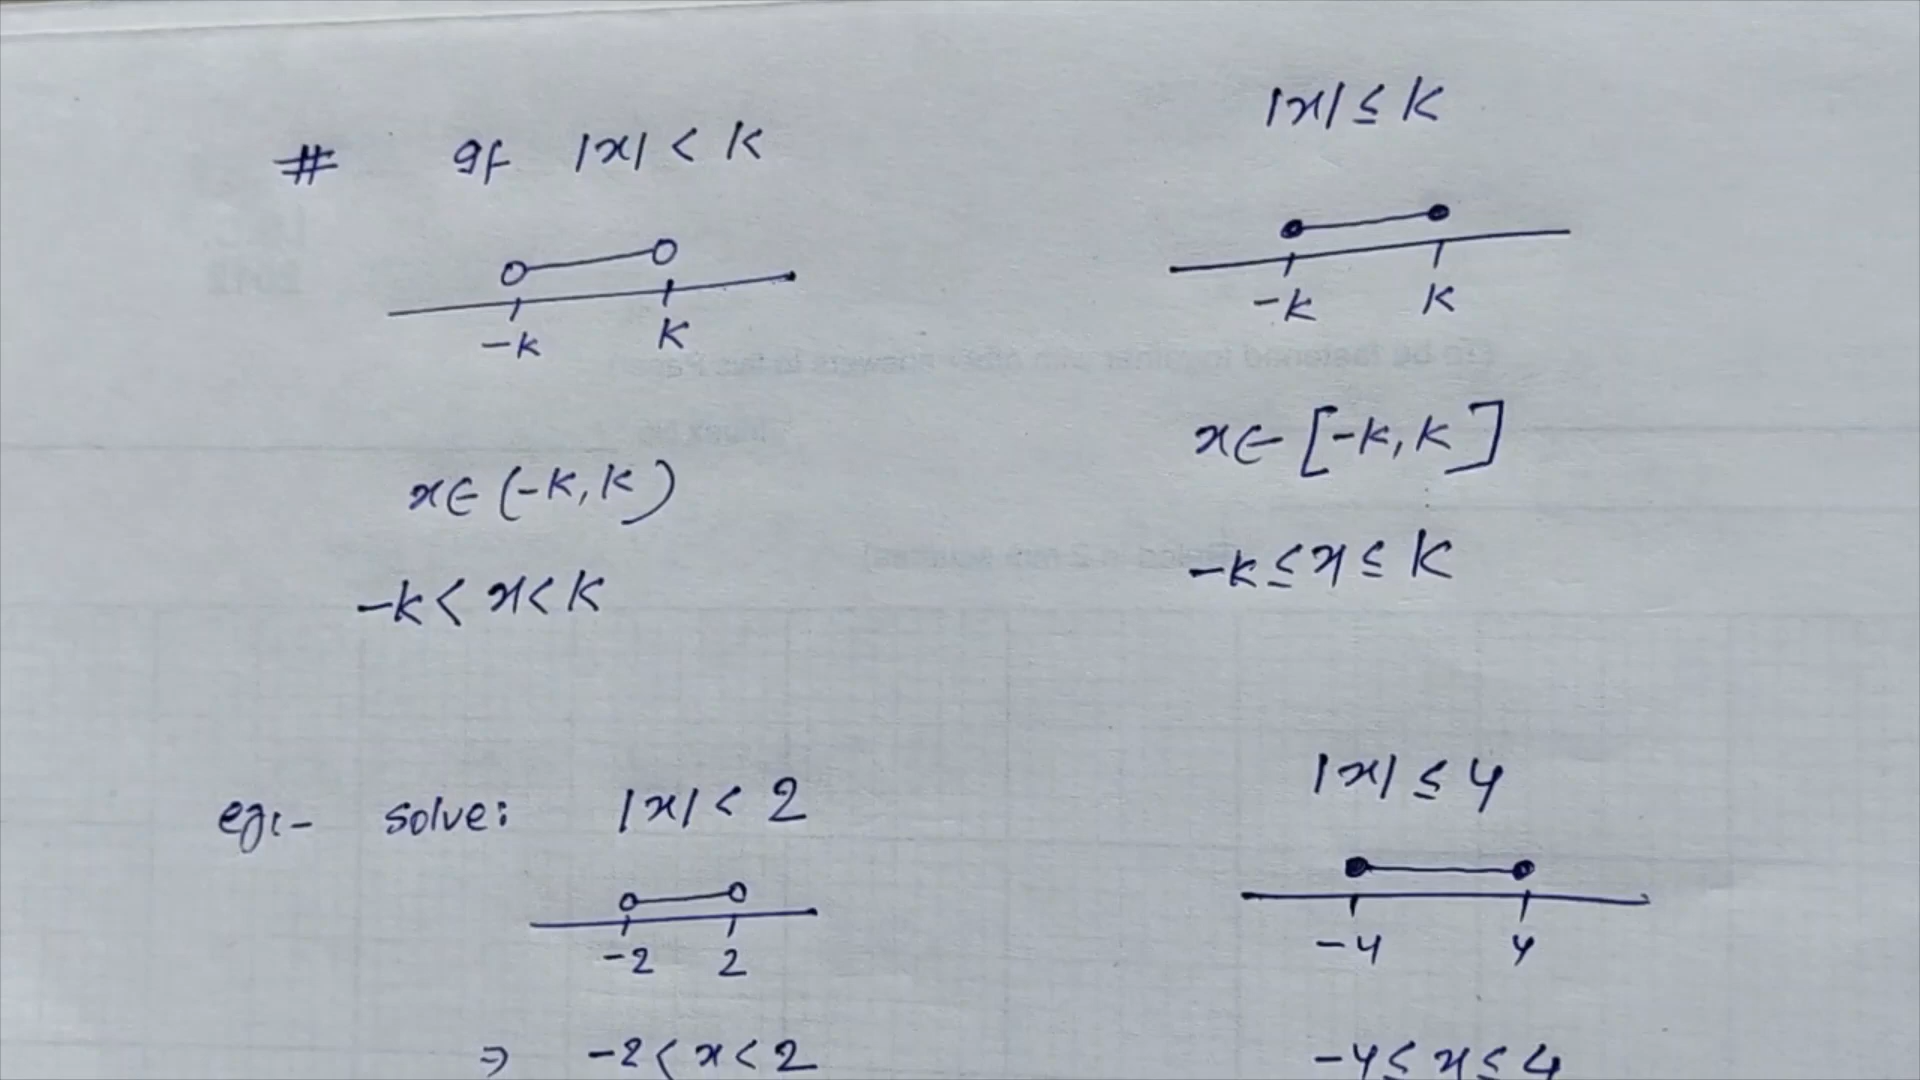 # If |x| < K
-K K
x∈ (-K, K)
-K < x < K
|x| ≤ K
-K K
x∈ [-K, K]
-K ≤ x ≤ K
eg:- solve: |x| < 2
-2 2
⇒ -2 < x < 2
|x| ≤ 4
-4 4
-4 ≤ x ≤ 4